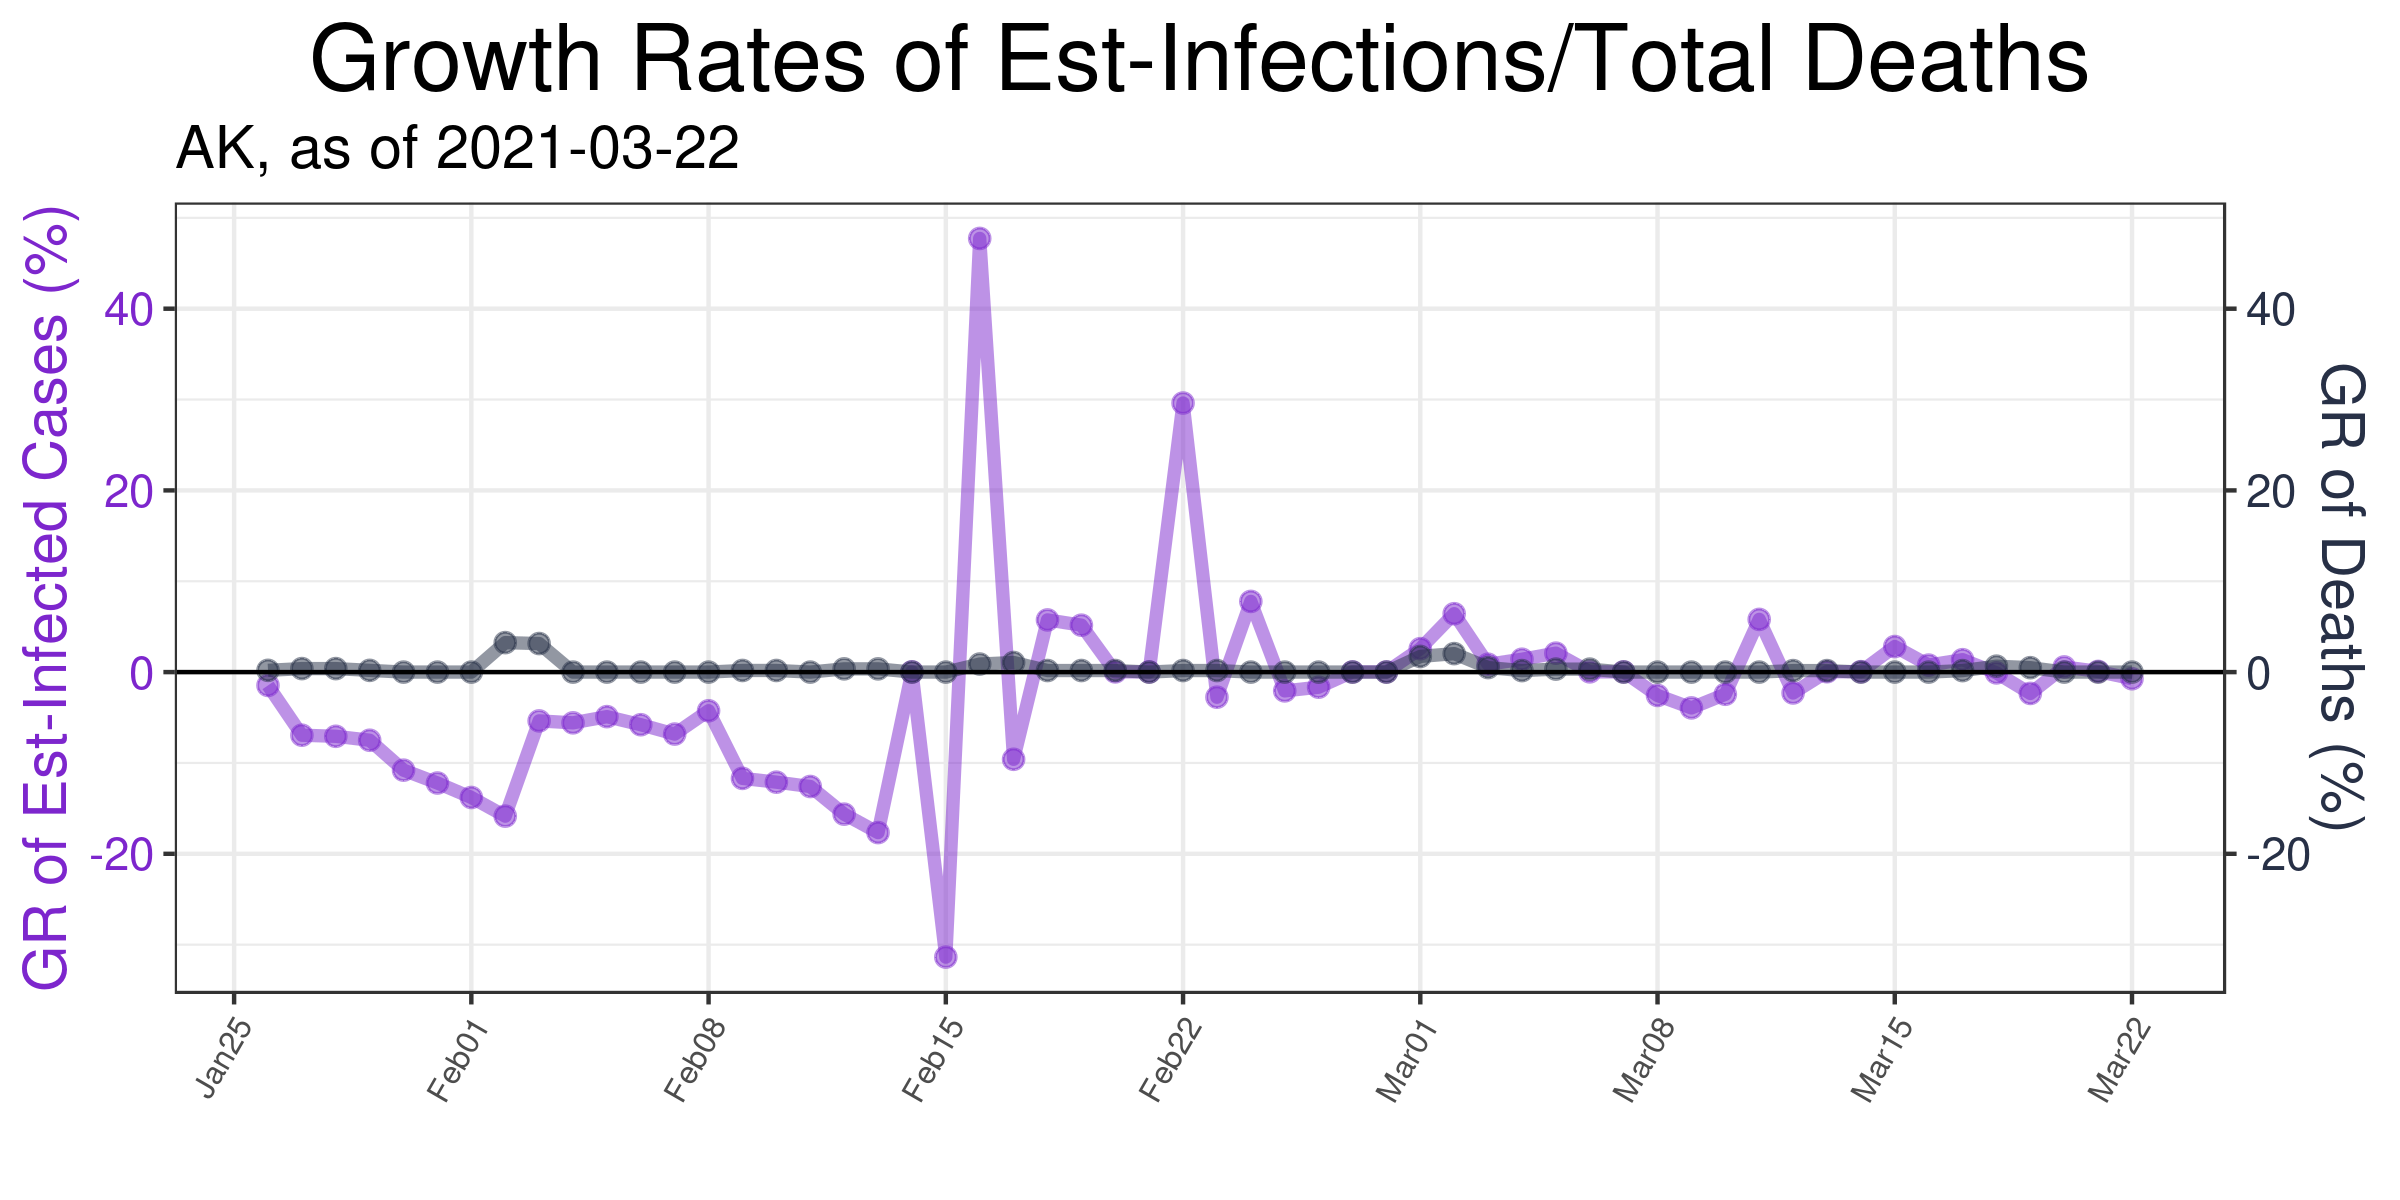 Growth Rates of Est-Infections/Total Deaths
AK, as of 2021-03-22
GR of Est-Infected Cases (%)
40
20
0
-20
40
20
0
-20
GR of Deaths (%)
Jan25
Feb01
Feb08
Feb15
Feb22
Mar01
Mar08
Mar15
Mar22